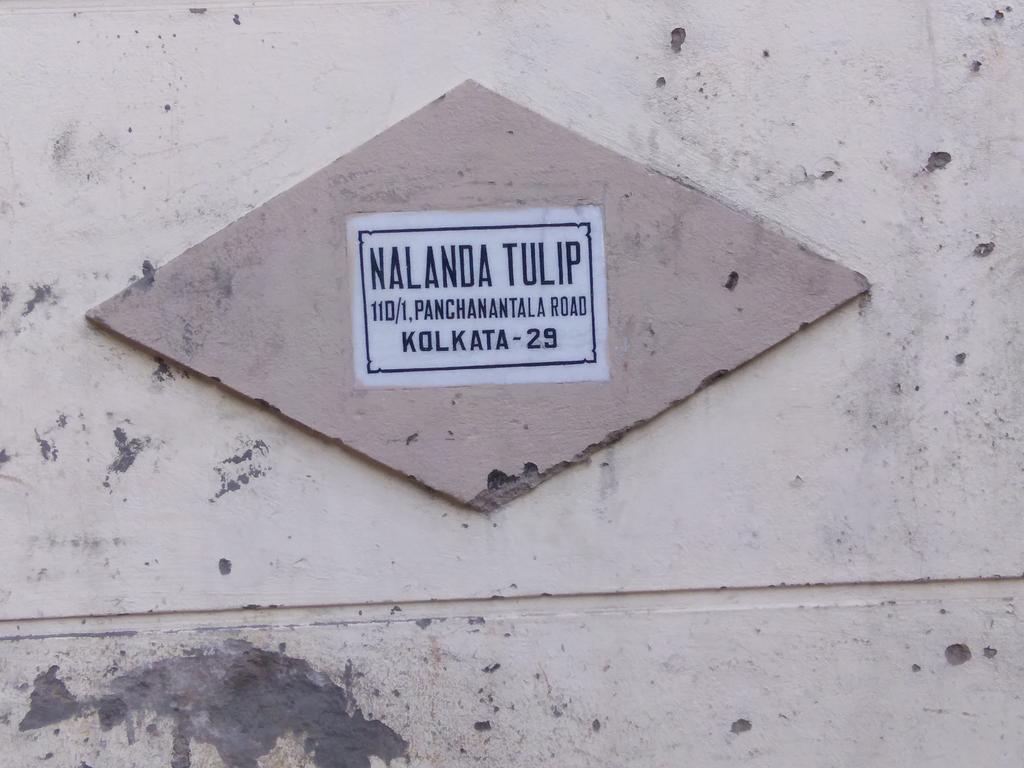 NALANDA TULIP
11D/1, PANCHANANTALA ROAD
KOLKATA - 29